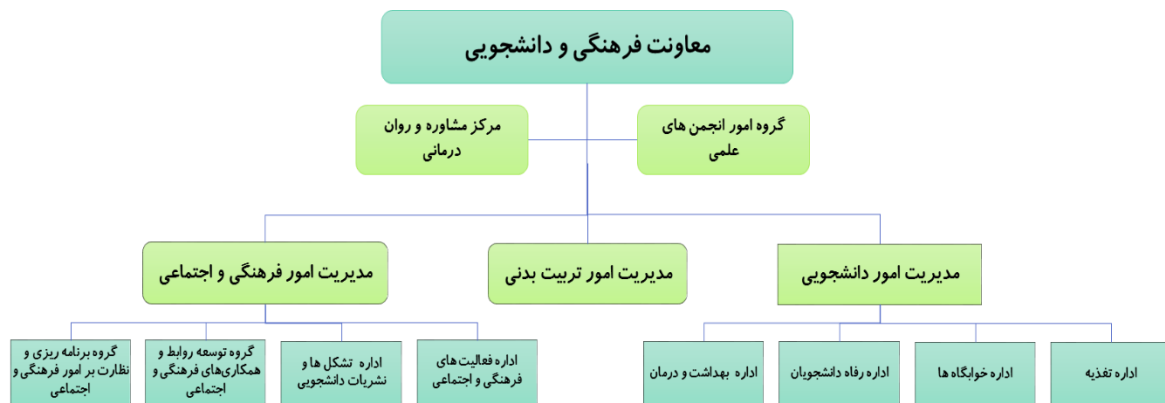 معاونت فرهنگی و دانشجویی
گروه امور انجمن های
علمی
مرکز مشاوره و روان
درمانی
مدیریت امور دانشجویی
مدیریت امور تربیت بدنی
مدیریت امور فرهنگی و اجتماعی
اداره تغذیه
اداره خوابگاه ها
اداره رفاه دانشجویان
اداره بهداشت و درمان
اداره فعالیت های
فرهنگی و اجتماعی
اداره تشکل ها و
نشریات دانشجویی
گروه توسعه روابط و
همکاری‌های فرهنگی و
اجتماعی
گروه برنامه ریزی و
نظارت بر امور فرهنگی و
اجتماعی